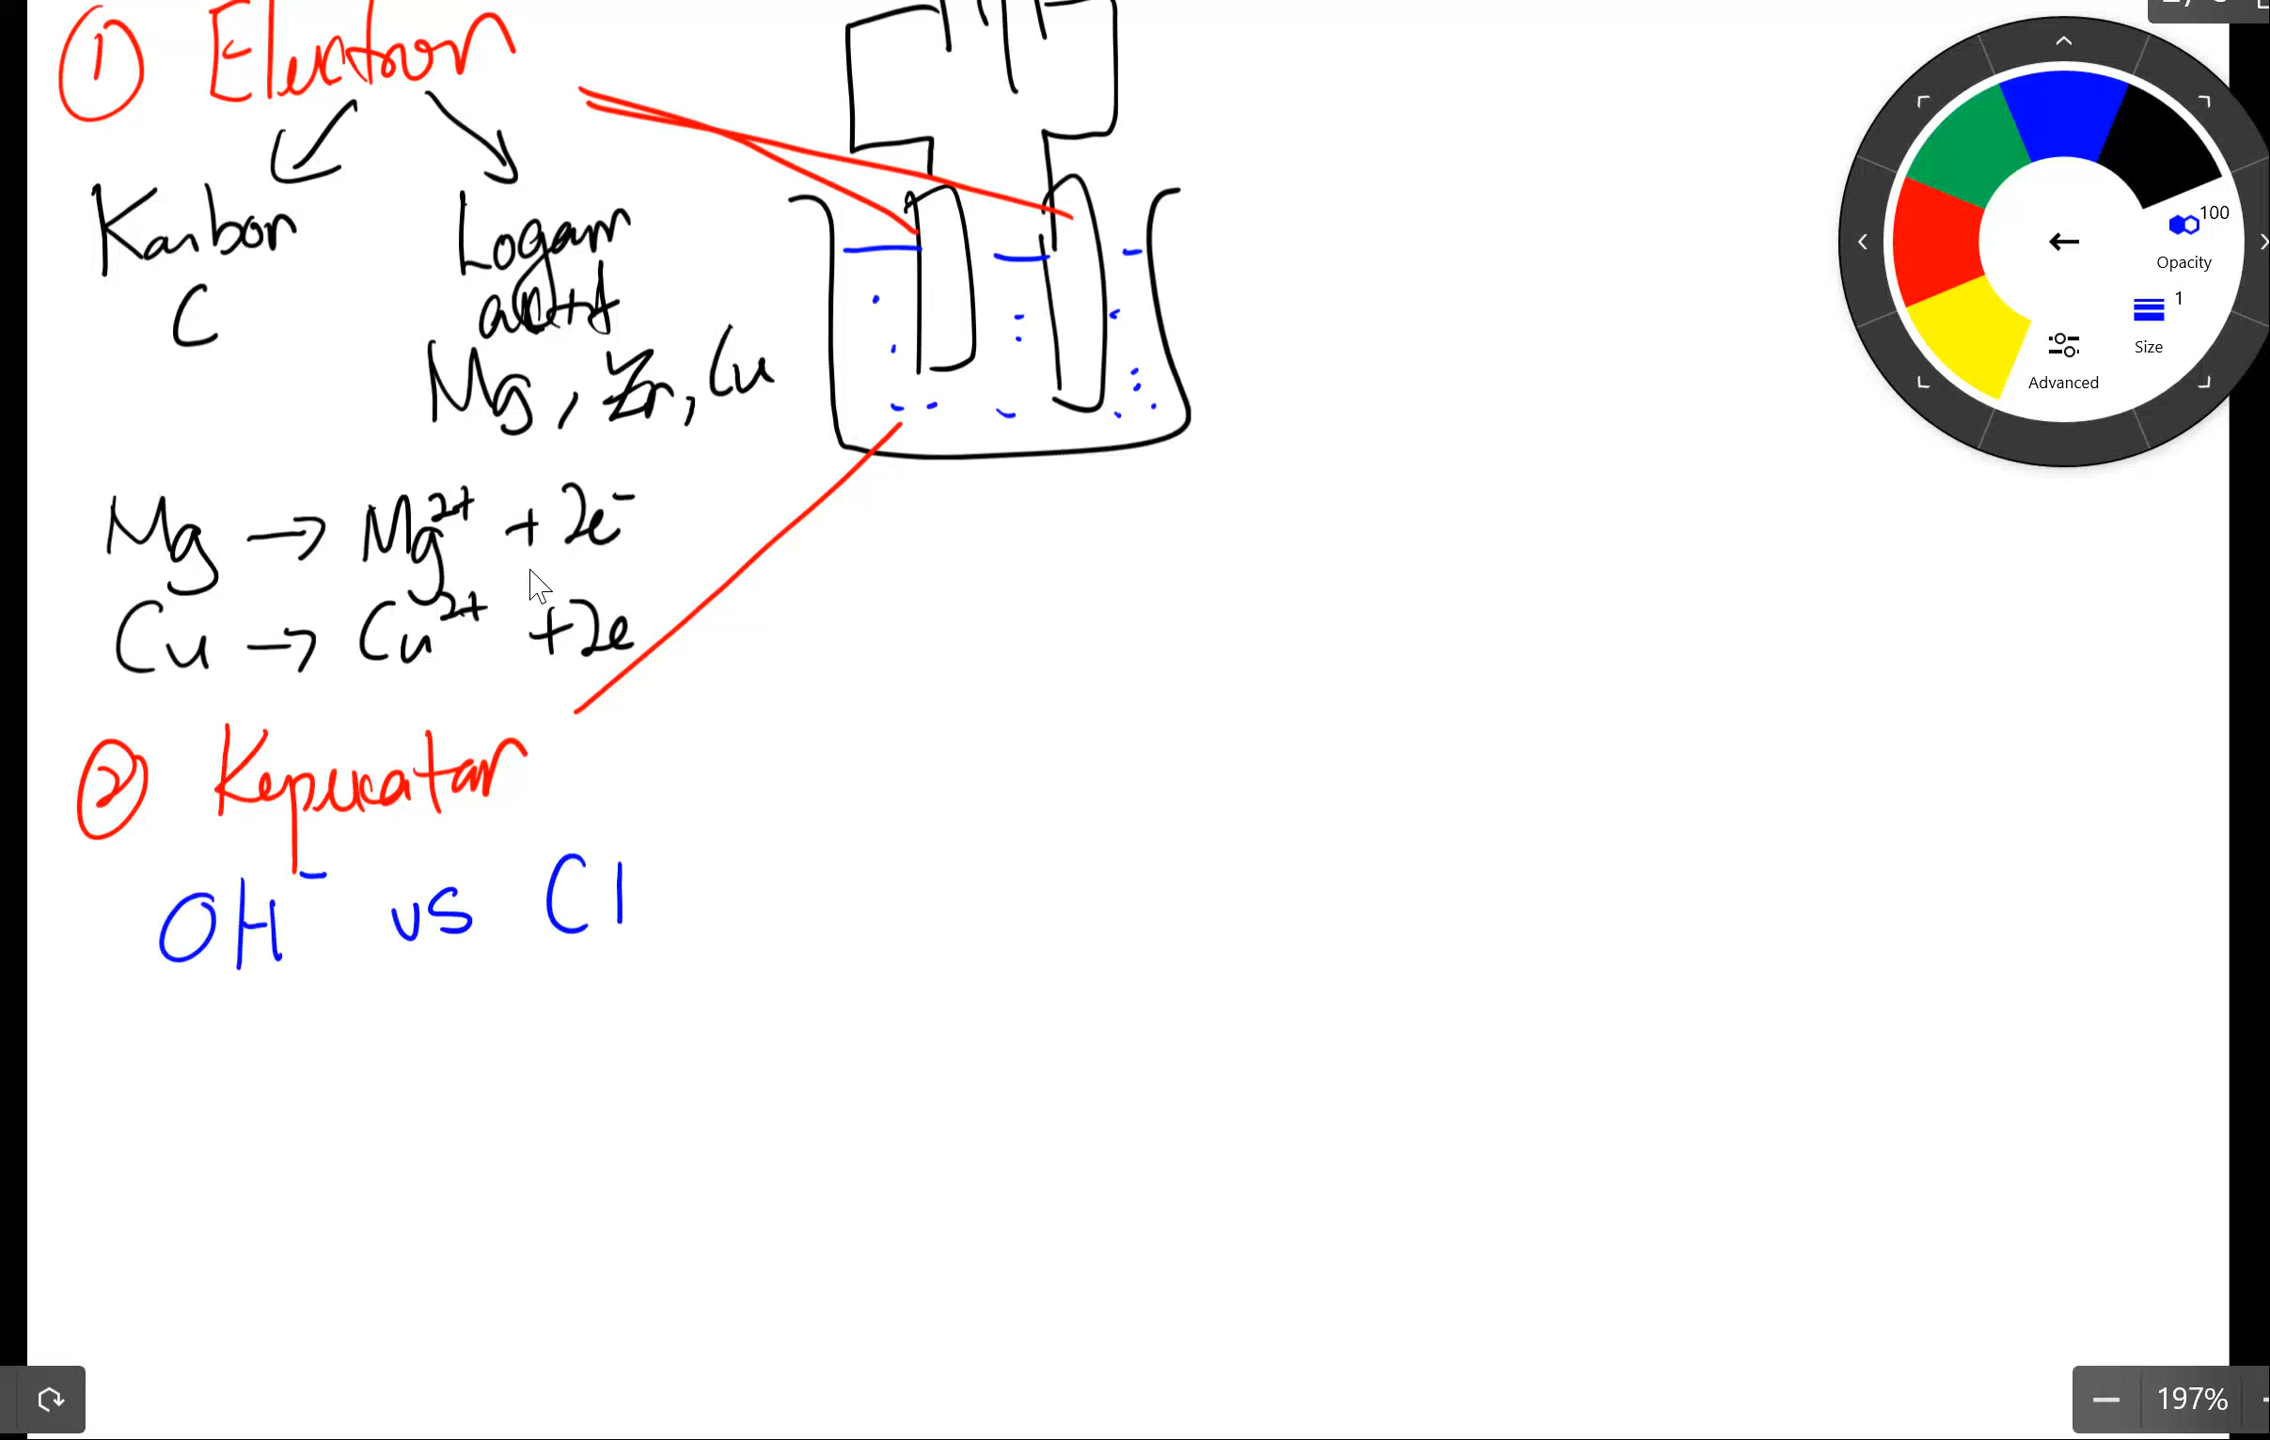 ① Electron
Karbon
C
Logam
aktif
Mg, Zn, Cu
Mg → Mg²⁺ + 2e⁻
Cu → Cu²⁺ + 2e
② Kepekatan
OH⁻ vs Cl
100
Opacity
1
Size
Advanced
197%